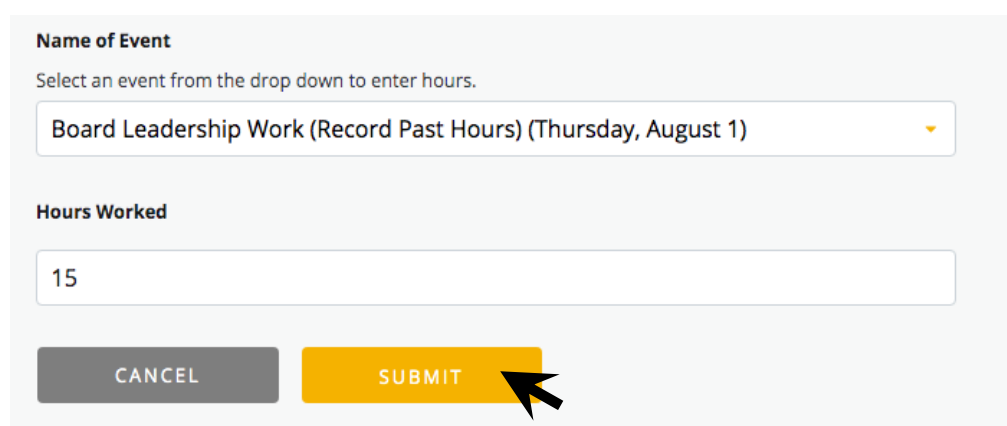 Name of Event
Select an event from the drop down to enter hours.
Board Leadership Work (Record Past Hours) (Thursday, August 1)
Hours Worked
15
CANCEL SUBMIT